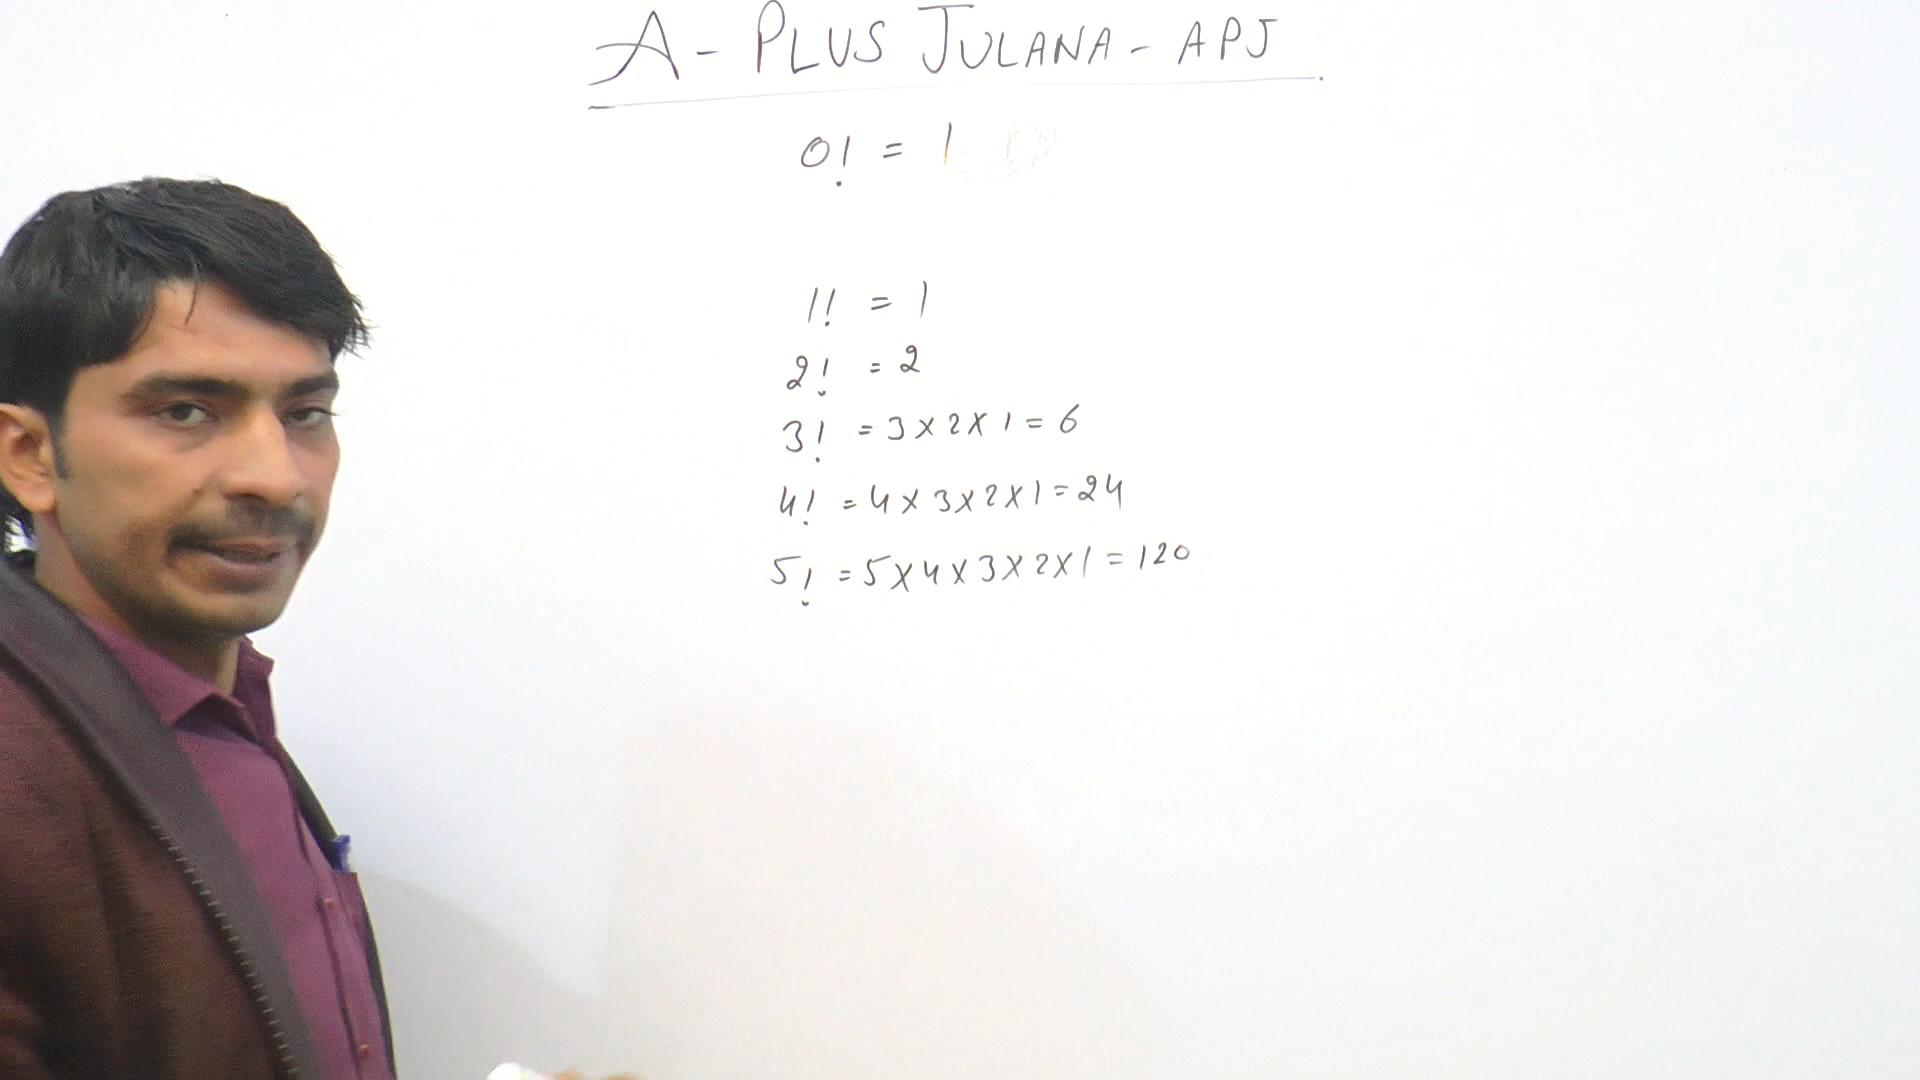 A - PLUS JULANA - APJ
0! = 1
1! = 1
2! = 2
3! = 3 x 2 x 1 = 6
4! = 4 x 3 x 2 x 1 = 24
5! = 5 x 4 x 3 x 2 x 1 = 120